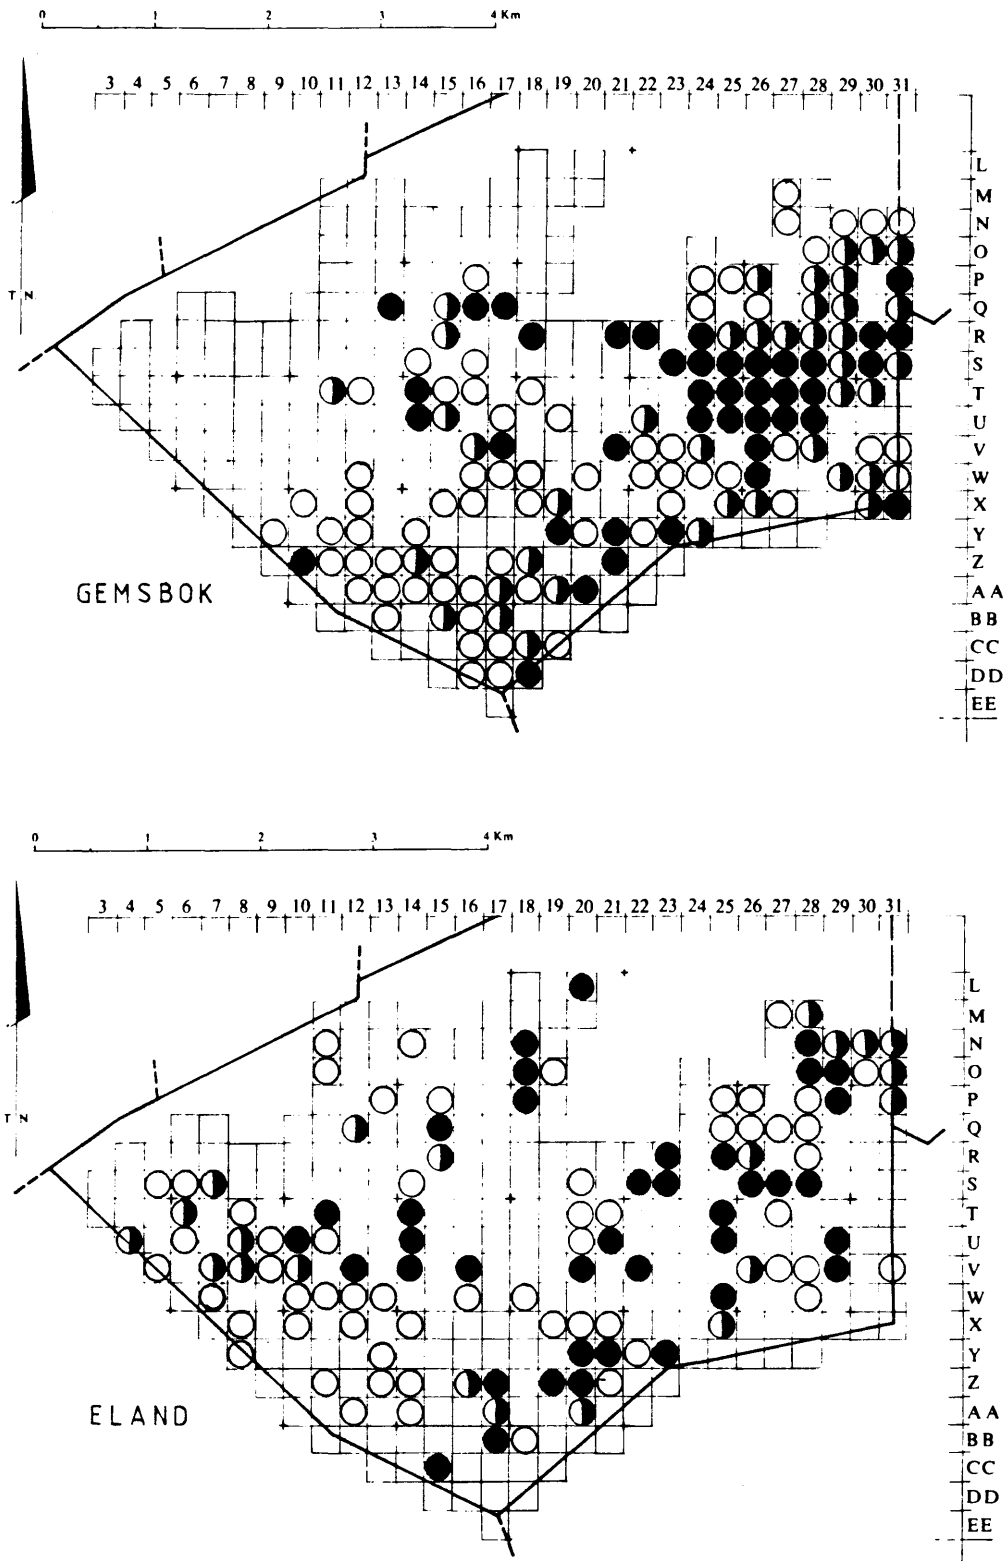 0 1 2 3 4 Km
3 4 5 6 7 8 9 10 11 12 13 14 15 16 17 18 19 20 21 22 23 24 25 26 27 28 29 30 31
L
M
N
O
P
T N
Q
R
S
T
U
V
W
X
Y
Z
GEMSBOK
AA
BB
CC
DD
EE
0 1 2 3 4 Km
3 4 5 6 7 8 9 10 11 12 13 14 15 16 17 18 19 20 21 22 23 24 25 26 27 28 29 30 31
L
M
N
O
P
T N
Q
R
S
T
U
V
W
X
Y
Z
ELAND
AA
BB
CC
DD
EE